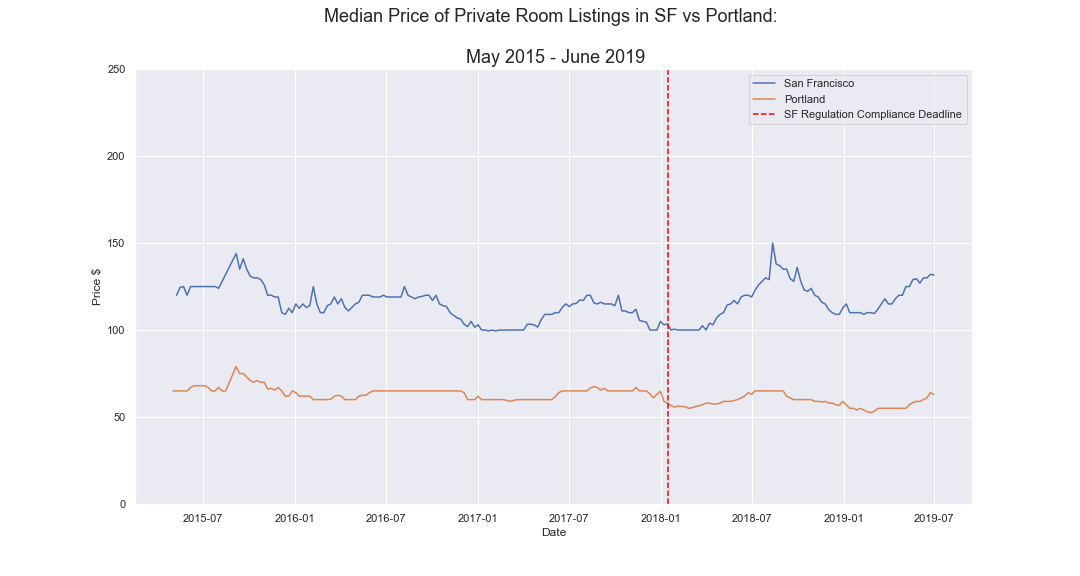 Median Price of Private Room Listings in SF vs Portland:
May 2015 - June 2019
250
200
150
100
50
0
Price $
San Francisco
Portland
SF Regulation Compliance Deadline
2015-07
2016-01
2016-07
2017-01
2017-07
2018-01
2018-07
2019-01
2019-07
Date